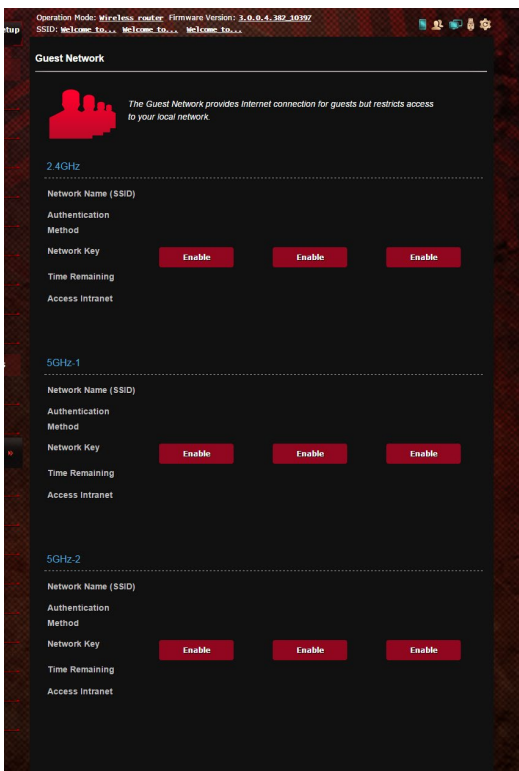 Operation Mode: Wireless router Firmware Version: 3.0.0.4.382_10397
SSID: Welcome to... Welcome to... Welcome to...
etup
Guest Network
The Guest Network provides Internet connection for guests but restricts access
to your local network.
2.4GHz
Network Name (SSID)
Authentication
Method
Network Key Enable Enable Enable
Time Remaining
Access Intranet
5GHz-1
Network Name (SSID)
Authentication
Method
Network Key Enable Enable Enable
Time Remaining
Access Intranet
5GHz-2
Network Name (SSID)
Authentication
Method
Network Key Enable Enable Enable
Time Remaining
Access Intranet